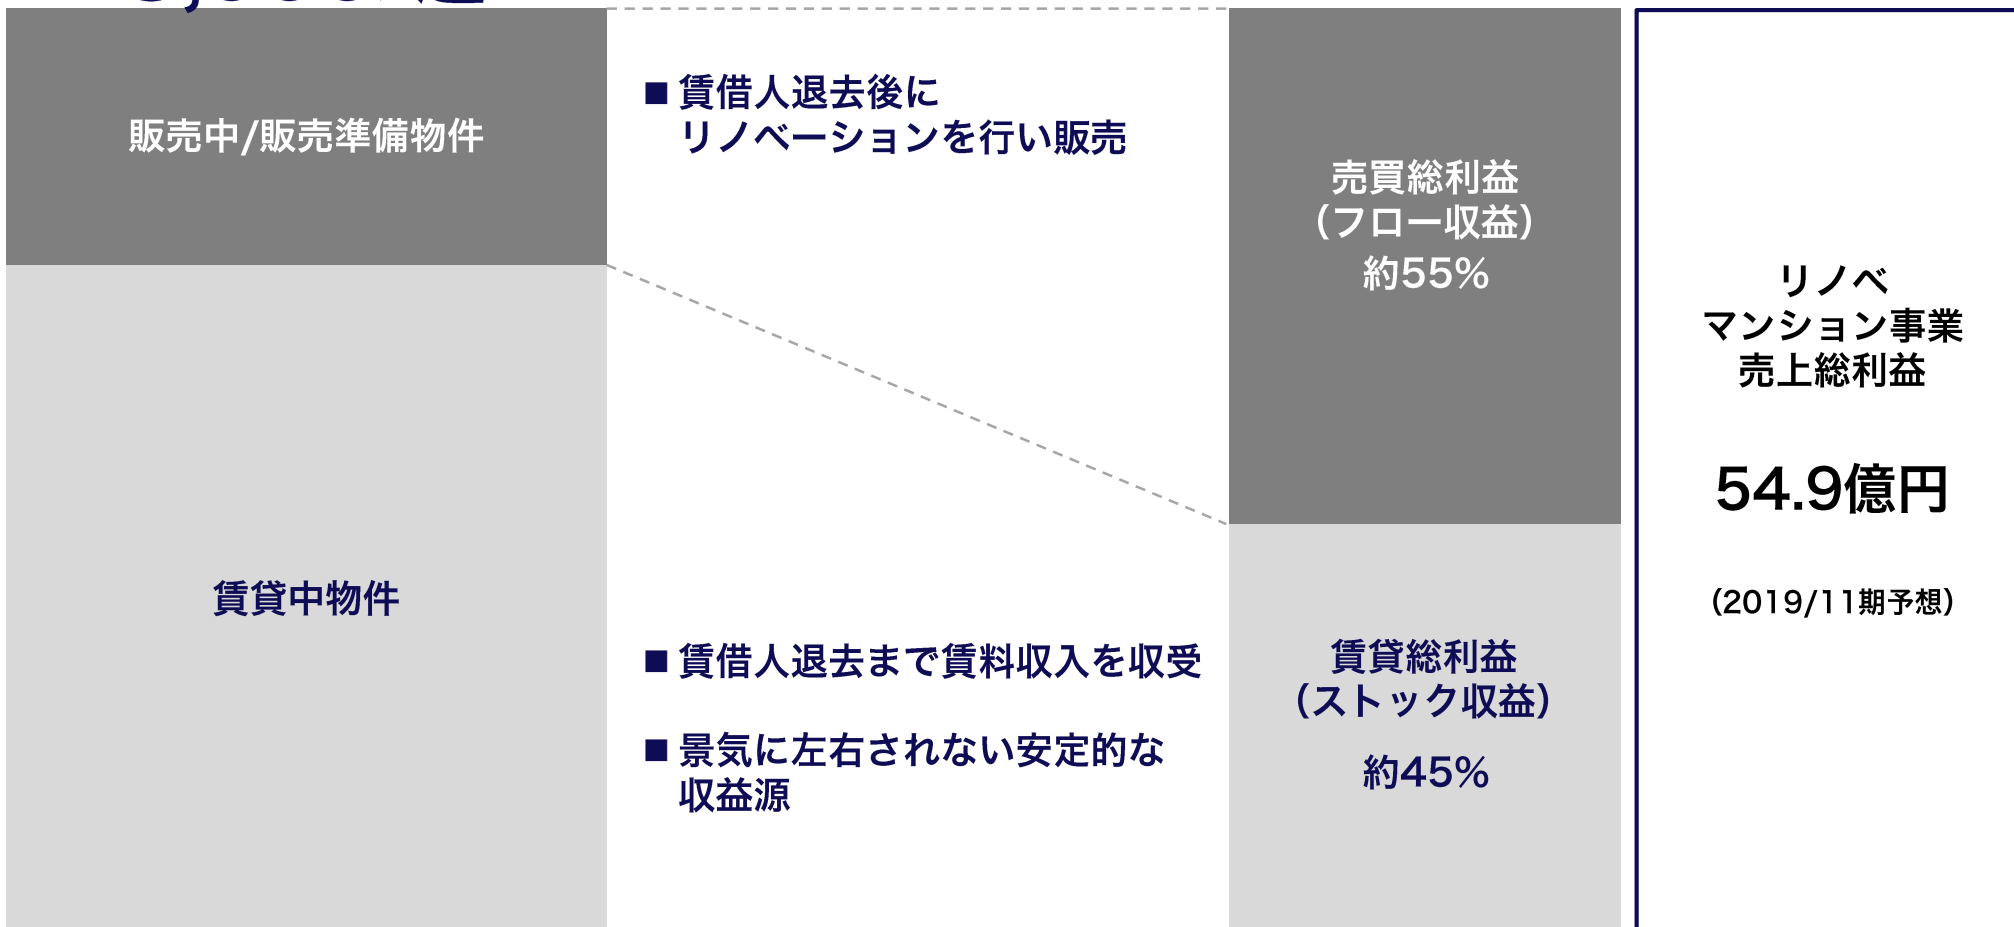 販売中/販売準備物件
賃貸中物件
■ 賃借人退去後に
リノベーションを行い販売
■ 賃借人退去まで賃料収入を収受
■ 景気に左右されない安定的な
収益源
売買総利益
（フロー収益）
約55%
賃貸総利益
（ストック収益）
約45%
リノベ
マンション事業
売上総利益
54.9億円
（2019/11期予想）